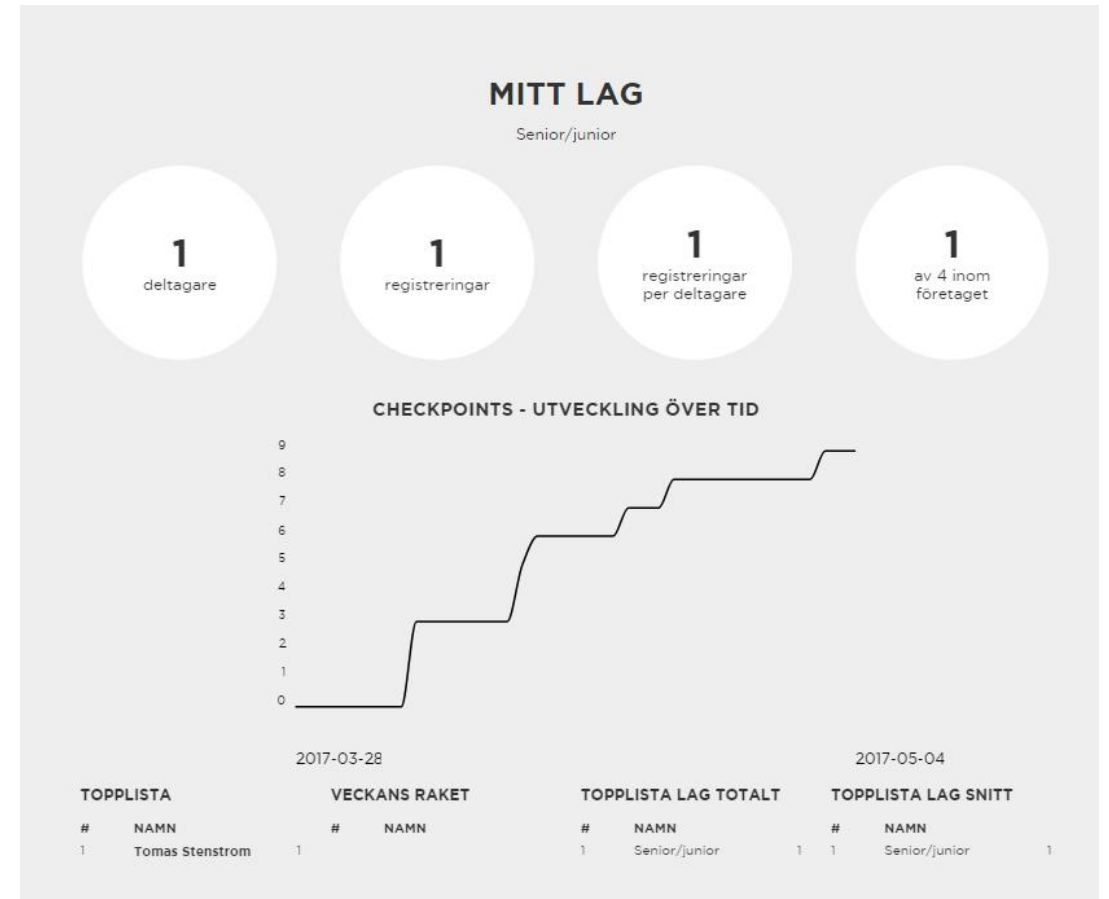 MITT LAG
Senior/junior
1
deltagare
1
registreringar
1
registreringar
per deltagare
1
av 4 inom
företaget
CHECKPOINTS - UTVECKLING ÖVER TID
9
8
7
6
5
4
3
2
1
0
2017-03-28
2017-05-04
TOPPLISTA
# NAMN
1 Tomas Stenstrom 1
VECKANS RAKET
# NAMN
TOPPLISTA LAG TOTALT
# NAMN
1 Senior/junior 1
TOPPLISTA LAG SNITT
# NAMN
1 Senior/junior 1